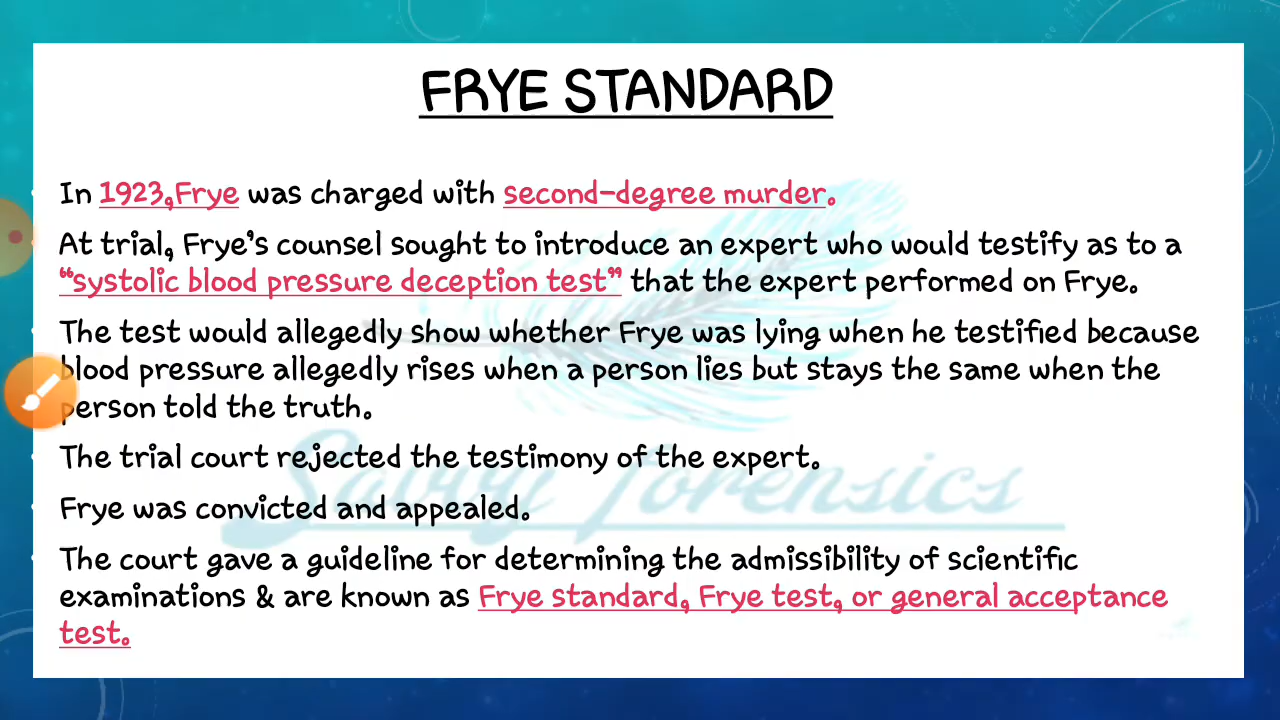 FRYE STANDARD
In 1923,Frye was charged with second-degree murder.
At trial, Frye's counsel sought to introduce an expert who would testify as to a
“systolic blood pressure deception test” that the expert performed on Frye.
The test would allegedly show whether Frye was lying when he testified because
blood pressure allegedly rises when a person lies but stays the same when the
person told the truth.
The trial court rejected the testimony of the expert.
Frye was convicted and appealed.
The court gave a guideline for determining the admissibility of scientific
examinations & are known as Frye standard, Frye test, or general acceptance
test.
Savvy Forensics